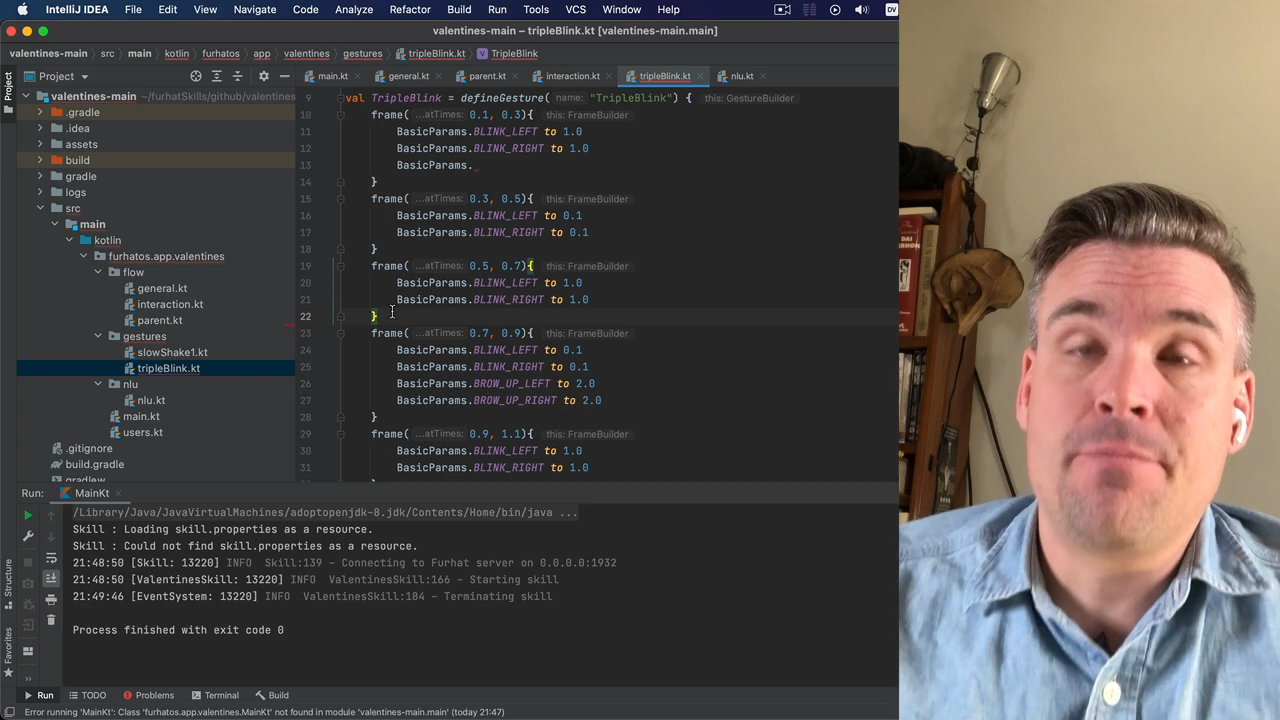 IntelliJ IDEA File Edit View Navigate Code Analyze Refactor Build Run Tools VCS Window Help DV
valentines-main – tripleBlink.kt [valentines-main.main]
valentines-main › src › main › kotlin › furhatos › app › valentines › gestures › tripleBlink.kt › V TripleBlink
Project
Project
main.kt general.kt parent.kt interaction.kt tripleBlink.kt nlu.kt
valentines-main ~/furhatSkills/github/valentines
.gradle
.idea
assets
build
gradle
logs
src
main
kotlin
furhatos.app.valentines
flow
general.kt
interaction.kt
parent.kt
gestures
slowShake1.kt
tripleBlink.kt
nlu
nlu.kt
main.kt
users.kt
.gitignore
build.gradle
gradlew
9 val TripleBlink = defineGesture( name: "TripleBlink") { this: GestureBuilder
10 frame( ...atTimes: 0.1, 0.3){ this: FrameBuilder
11 BasicParams.BLINK_LEFT to 1.0
12 BasicParams.BLINK_RIGHT to 1.0
13 BasicParams.
14 }
15 frame( ...atTimes: 0.3, 0.5){ this: FrameBuilder
16 BasicParams.BLINK_LEFT to 0.1
17 BasicParams.BLINK_RIGHT to 0.1
18 }
19 frame( ...atTimes: 0.5, 0.7){ this: FrameBuilder
20 BasicParams.BLINK_LEFT to 1.0
21 BasicParams.BLINK_RIGHT to 1.0
22 }
23 frame( ...atTimes: 0.7, 0.9){ this: FrameBuilder
24 BasicParams.BLINK_LEFT to 0.1
25 BasicParams.BLINK_RIGHT to 0.1
26 BasicParams.BROW_UP_LEFT to 2.0
27 BasicParams.BROW_UP_RIGHT to 2.0
28 }
29 frame( ...atTimes: 0.9, 1.1){ this: FrameBuilder
30 BasicParams.BLINK_LEFT to 1.0
31 BasicParams.BLINK_RIGHT to 1.0
Run: MainKt
/Library/Java/JavaVirtualMachines/adoptopenjdk-8.jdk/Contents/Home/bin/java ...
Skill : Loading skill.properties as a resource.
Skill : Could not find skill.properties as a resource.
21:48:50 [Skill: 13220] INFO Skill:139 - Connecting to Furhat server on 0.0.0.0:1932
21:48:50 [ValentinesSkill: 13220] INFO ValentinesSkill:166 - Starting skill
21:49:46 [EventSystem: 13220] INFO ValentinesSkill:184 - Terminating skill
Process finished with exit code 0
Structure
Favorites
Run TODO Problems Terminal Build
Error running 'MainKt': Class 'furhatos.app.valentines.MainKt' not found in module 'valentines-main.main' (today 21:47)
DAI